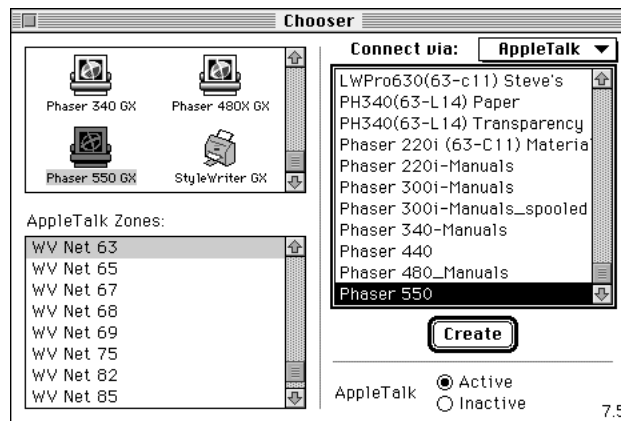 Chooser
Phaser 340 GX
Phaser 480X GX
Phaser 550 GX
StyleWriter GX
AppleTalk Zones:
WV Net 63
WV Net 65
WV Net 67
WV Net 68
WV Net 69
WV Net 75
WV Net 82
WV Net 85
Connect via:
AppleTalk
LWPro630(63-c11) Steve's
PH340(63-L14) Paper
PH340(63-L14) Transparency
Phaser 220i (63-C11) Material
Phaser 220i-Manuals
Phaser 300i-Manuals
Phaser 300i-Manuals_spooled
Phaser 340-Manuals
Phaser 440
Phaser 480_Manuals
Phaser 550
Create
AppleTalk
Active
Inactive
7.5